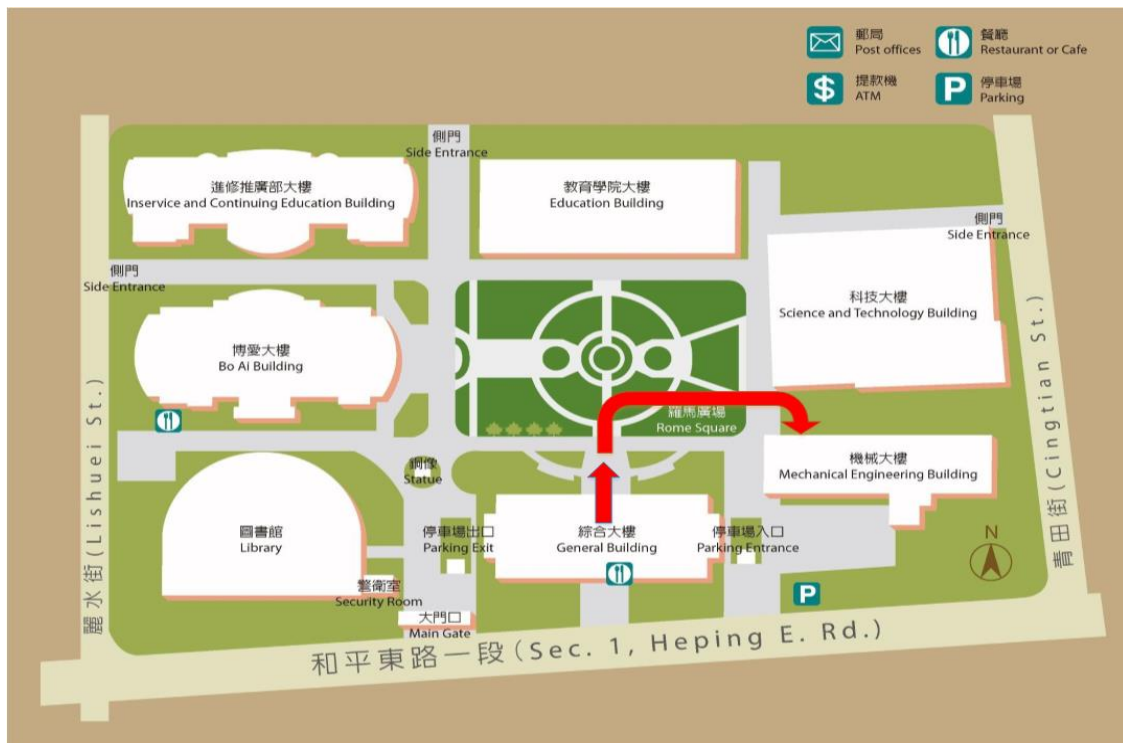 郵局
Post offices
餐廳
Restaurant or Cafe
$
提款機
ATM
P
停車場
Parking
側門
Side Entrance
進修推廣部大樓
Inservice and Continuing Education Building
教育學院大樓
Education Building
側門
Side Entrance
側門
Side Entrance
科技大樓
Science and Technology Building
博愛大樓
Bo Ai Building
羅馬廣場
Rome Square
機械大樓
Mechanical Engineering Building
銅像
Statue
圖書館
Library
停車場出口
Parking Exit
綜合大樓
General Building
停車場入口
Parking Entrance
N
警衛室
Security Room
P
大門口
Main Gate
麗水街(Lishuei St.)
青田街(Cingtian St.)
和平東路一段(Sec. 1, Heping E. Rd.)